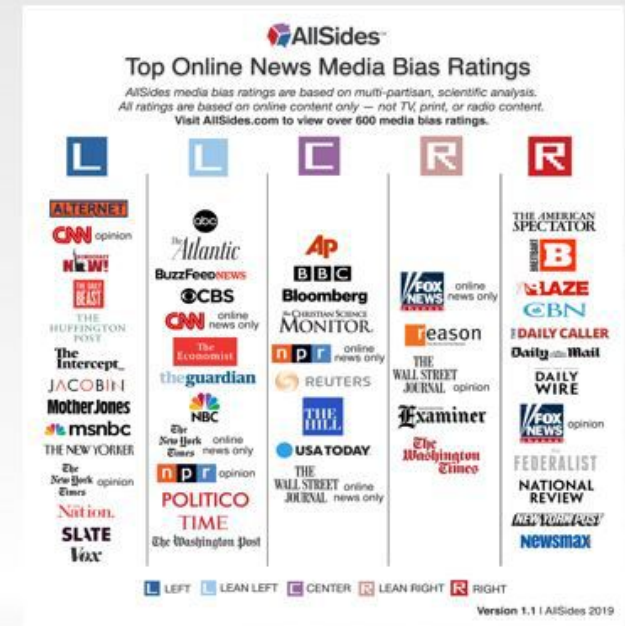 AllSides™
Top Online News Media Bias Ratings
AllSides media bias ratings are based on multi-partisan, scientific analysis.
All ratings are based on online content only — not TV, print, or radio content.
Visit AllSides.com to view over 600 media bias ratings.
L
L
C
R
R
ALTERNET
CNN opinion
DEMOCRACY
NOW!
THE DAILY
BEAST
THE
HUFFINGTON
POST
The
Intercept_
JACOBIN
Mother Jones
msnbc
THE NEW YORKER
The
New York
Times
opinion
The Nation.
SLATE
Vox
abc
The
Atlantic
BUZZFEED NEWS
CBS
CNN online
news only
The
Economist
theguardian
NBC
The
New York
Times
online
news only
npr opinion
POLITICO
TIME
The Washington Post
AP
BBC
Bloomberg
The CHRISTIAN SCIENCE
MONITOR
npr online
news only
REUTERS
THE
HILL
USA TODAY
THE
WALL STREET
JOURNAL
online
news only
FOX
NEWS
online
news only
reason
THE
WALL STREET
JOURNAL opinion
Examiner
The
Washington
Times
THE AMERICAN
SPECTATOR
BREITBART
B
BLAZE
CBN
THE DAILY CALLER
Daily Mail
DAILY
WIRE
FOX
NEWS
opinion
FEDERALIST
NATIONAL
REVIEW
NEW YORK POST
Newsmax
L LEFT L LEAN LEFT C CENTER R LEAN RIGHT R RIGHT
Version 1.1 | AllSides 2019